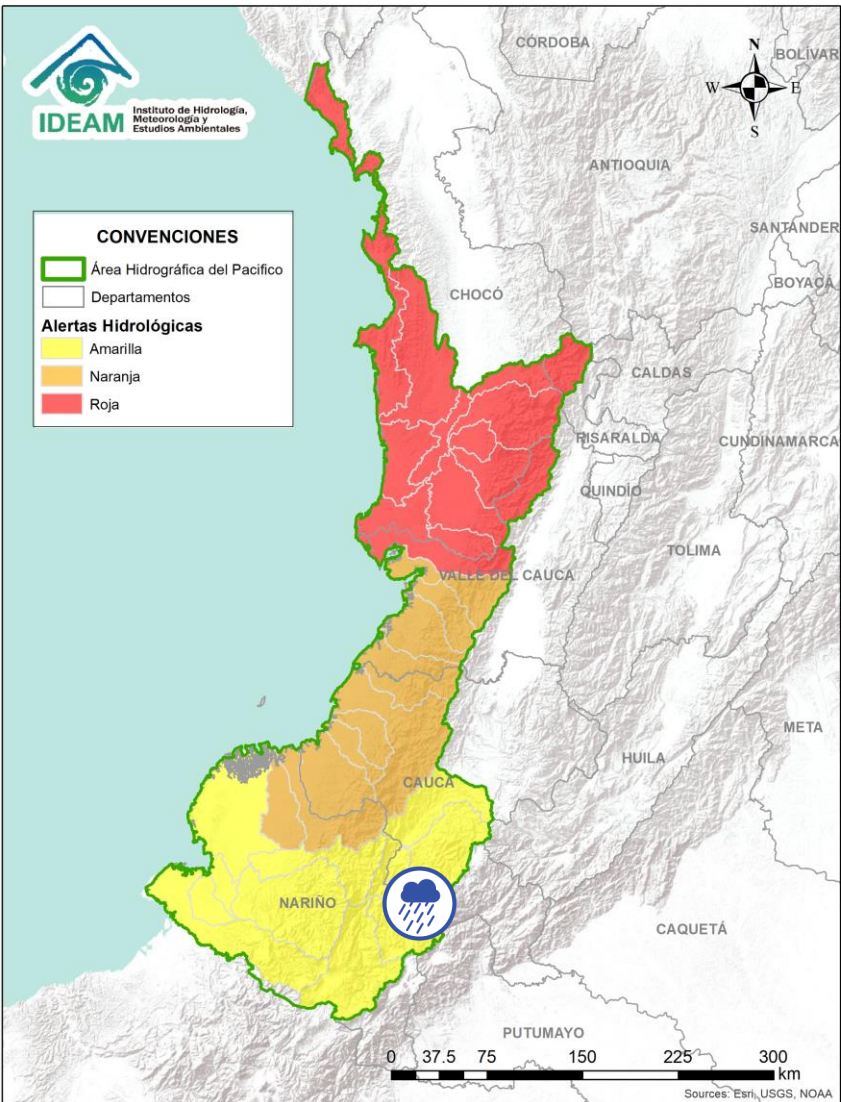 IDEAM
Instituto de Hidrología,
Meteorología y
Estudios Ambientales
CÓRDOBA
BOLÍVAR
N
W
E
S
ANTIOQUIA
SANTANDER
BOYACÁ
CONVENCIONES
Área Hidrográfica del Pacifico
Departamentos
Alertas Hidrológicas
Amarilla
Naranja
Roja
CHOCÓ
CALDAS
RISARALDA
CUNDINAMARCA
QUINDÍO
TOLIMA
VALLE DEL CAUCA
META
HUILA
CAUCA
NARIÑO
CAQUETÁ
PUTUMAYO
0 37.5 75 150 225 300
km
Sources: Esri, USGS, NOAA